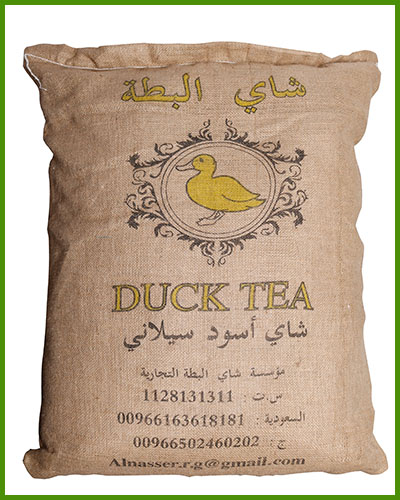 شاي البطة
DUCK TEA
شاي أسود سيلاني
مؤسسة شاي البطة التجارية
س.ت : 1128131311
السعودية : 00966163618181
ج : 00966502460202
Alnasser.r.g@gmail.com